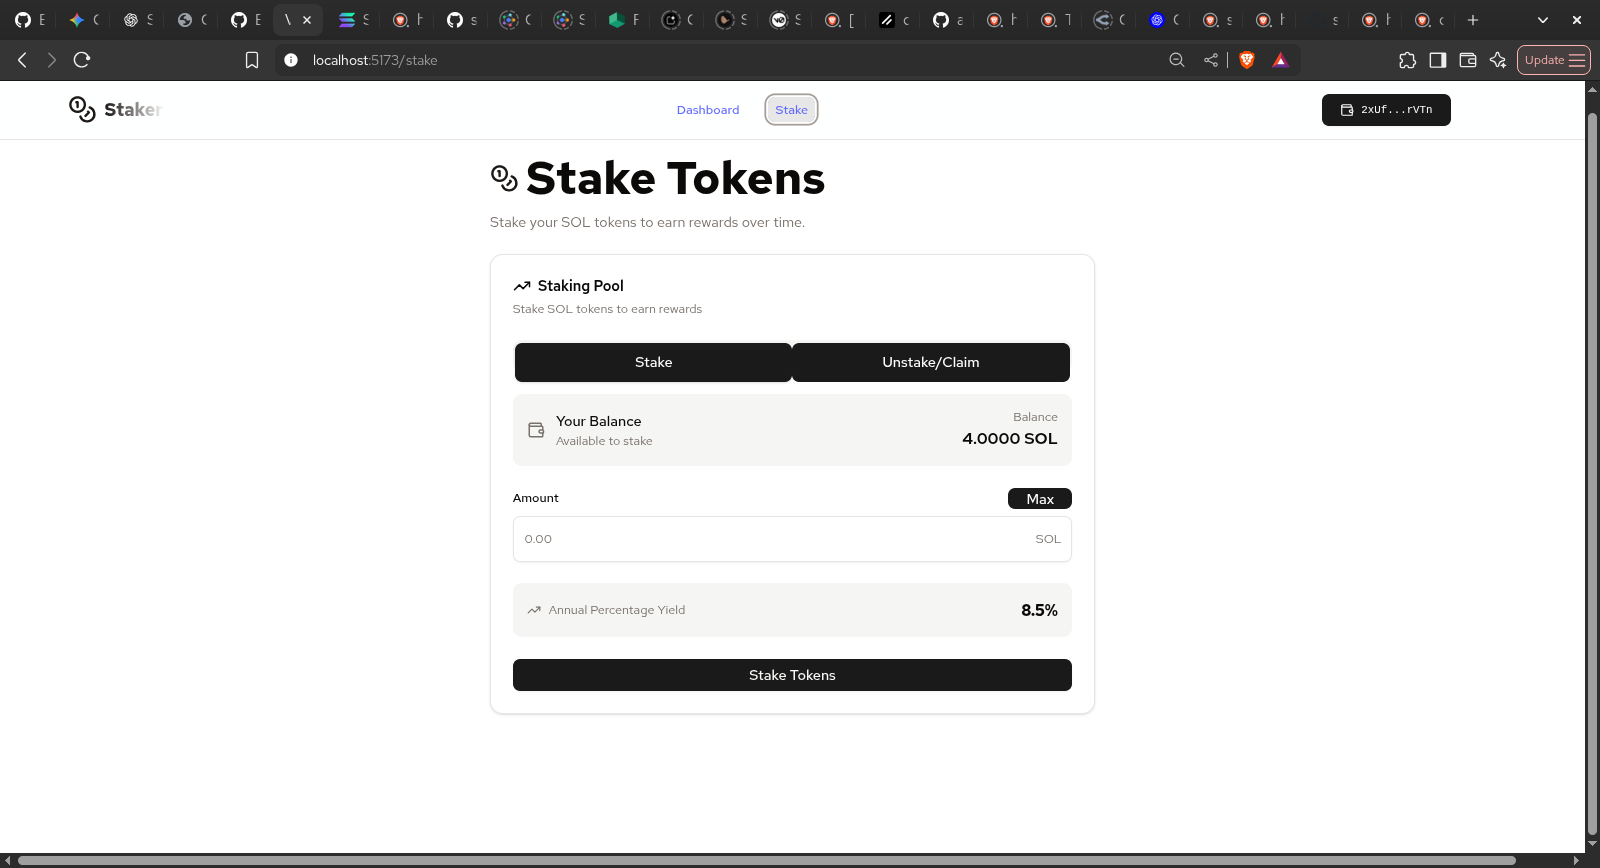 E
C
S
C
E
\
S
h
s
C
S
F
C
S
S
[
c
a
h
T
C
C
s
h
s
h
c
localhost:5173/stake
Update
Staker
Dashboard
Stake
2xUf...rVTn
Stake Tokens
Stake your SOL tokens to earn rewards over time.
Staking Pool
Stake SOL tokens to earn rewards
Stake
Unstake/Claim
Your Balance
Available to stake
Balance
4.0000 SOL
Amount
Max
0.00
SOL
Annual Percentage Yield
8.5%
Stake Tokens